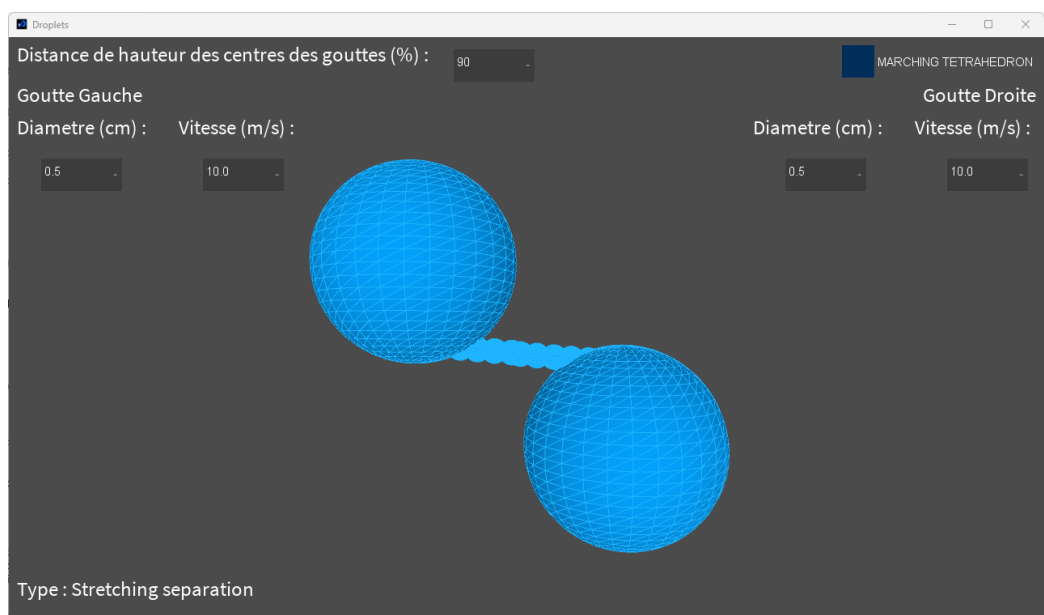 Droplets
Distance de hauteur des centres des gouttes (%) : 90
MARCHING TETRAHEDRON
Goutte Gauche
Goutte Droite
Diametre (cm) : Vitesse (m/s) :
Diametre (cm) : Vitesse (m/s) :
0.5 10.0
0.5 10.0
Type : Stretching separation